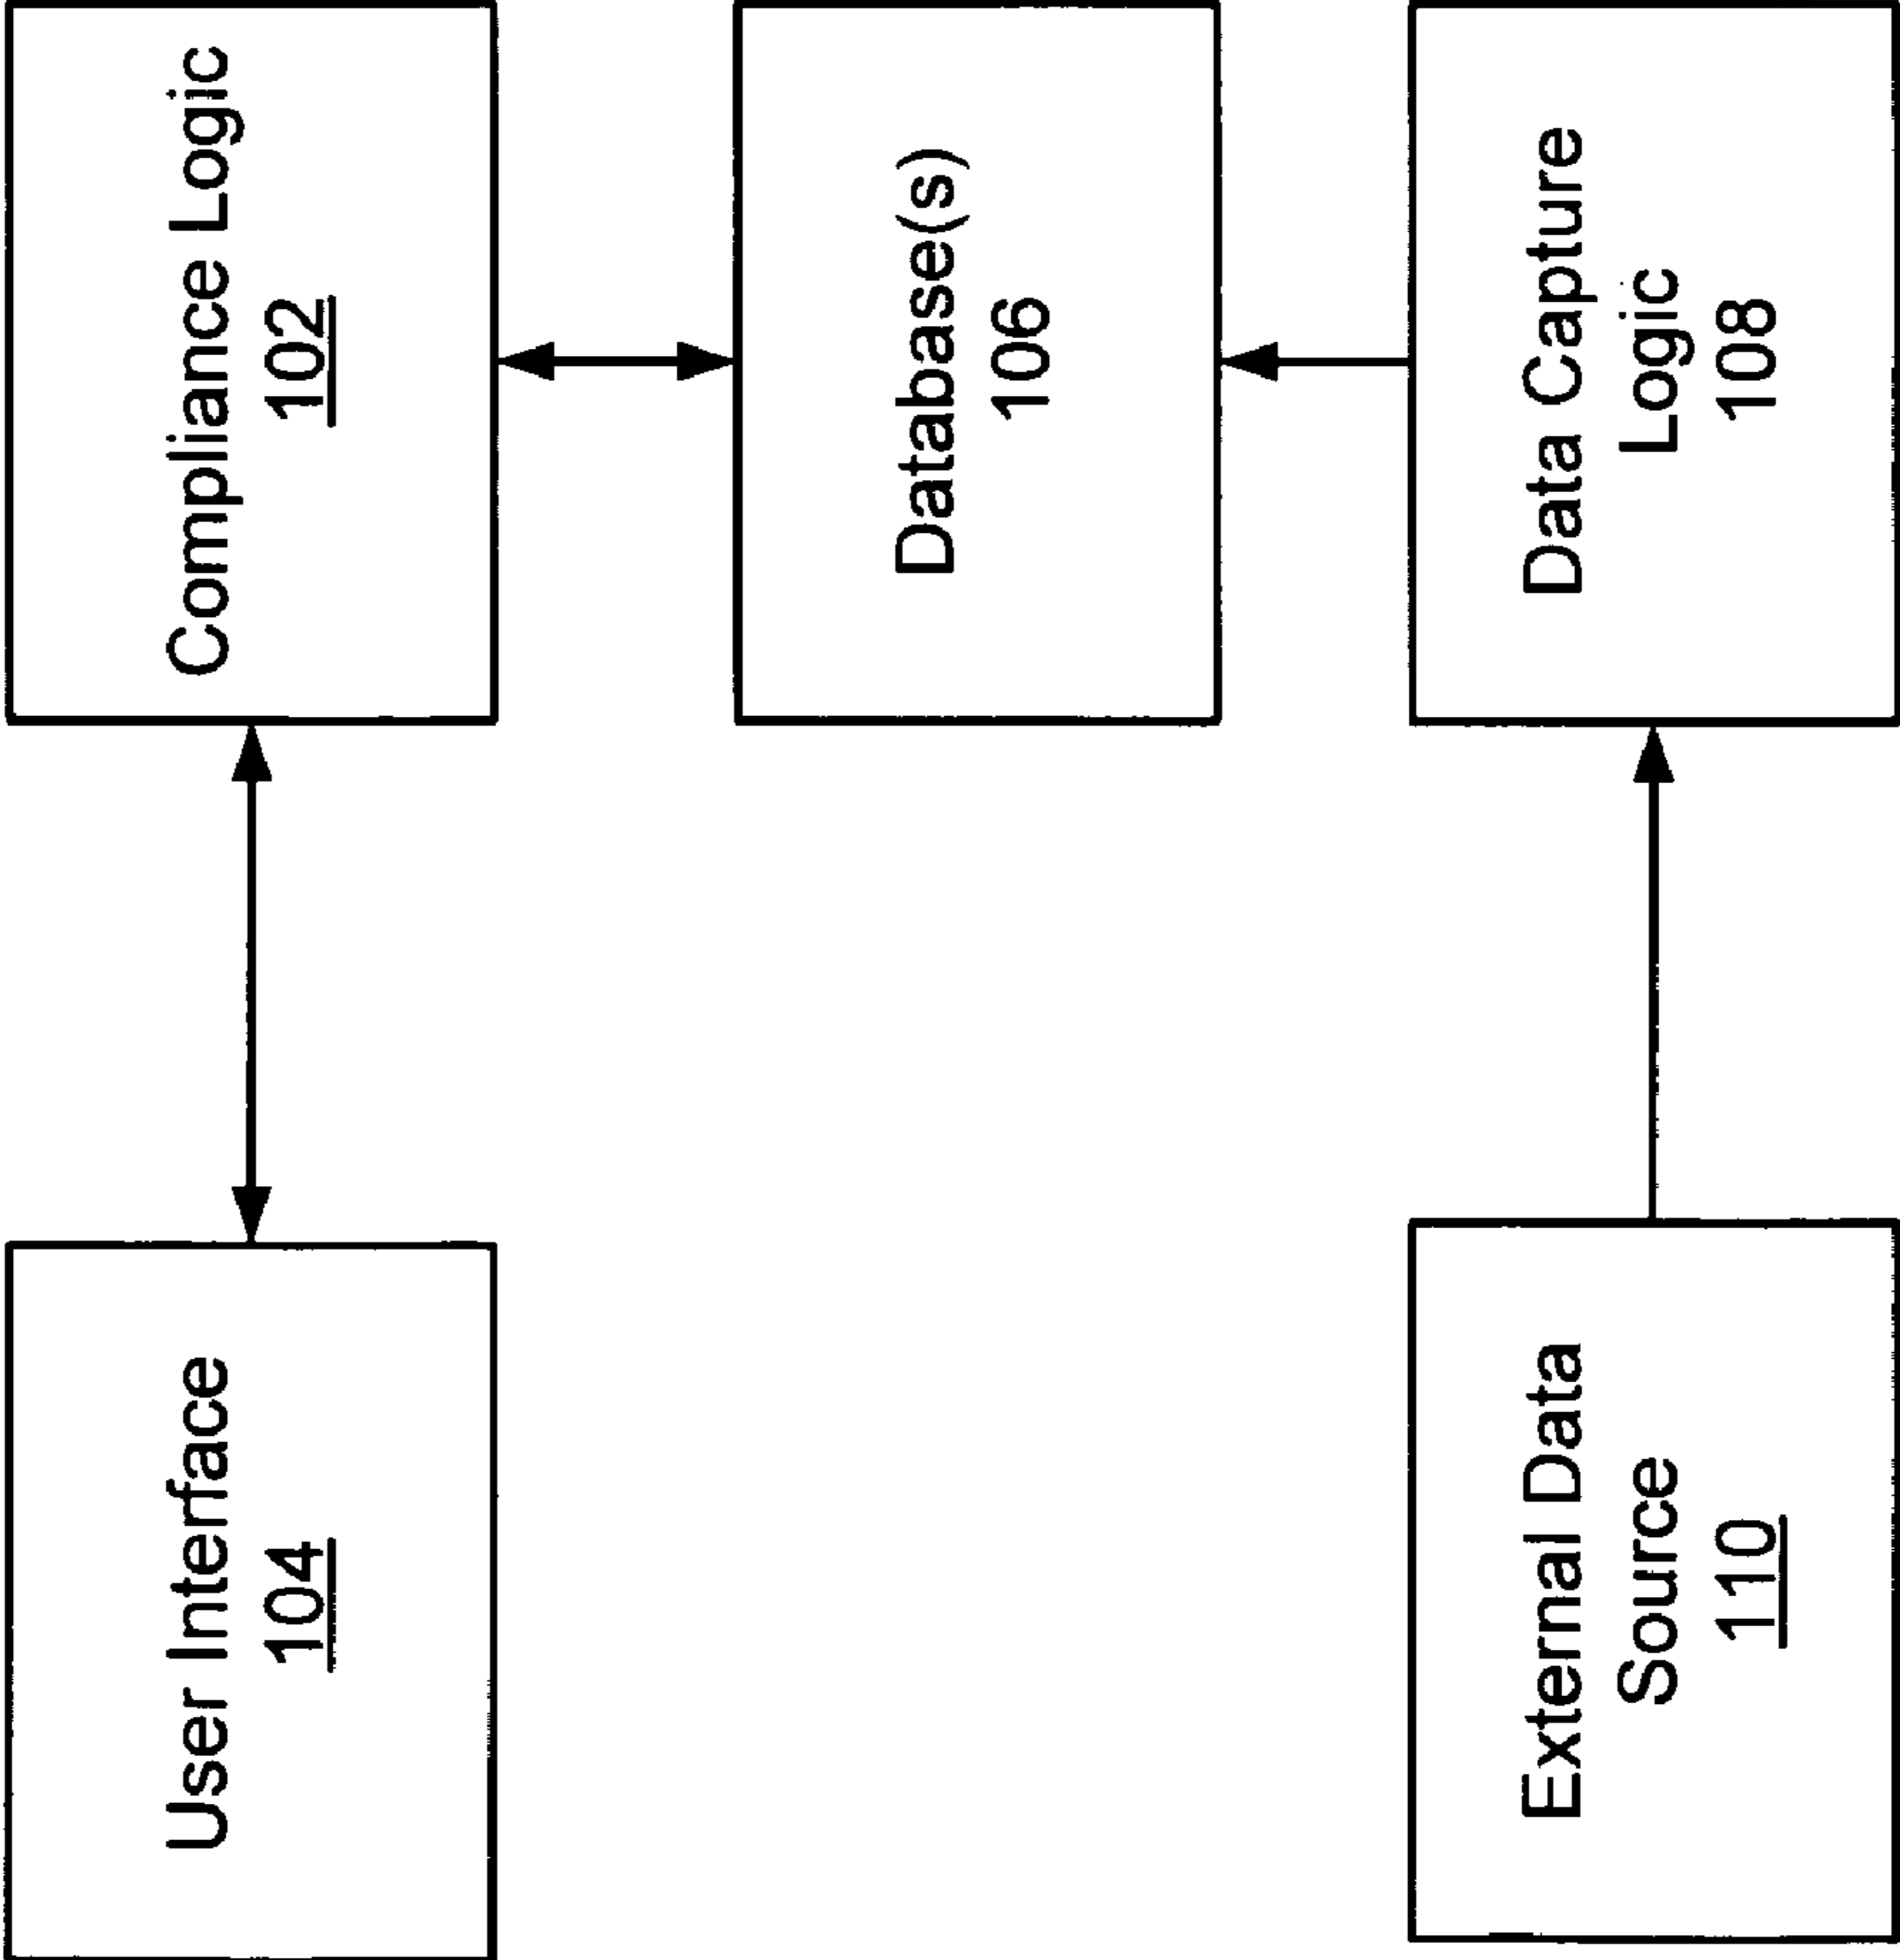 User Interface
104
Compliance Logic
102
Database(s)
106
External Data
Source
110
Data Capture
Logic
108